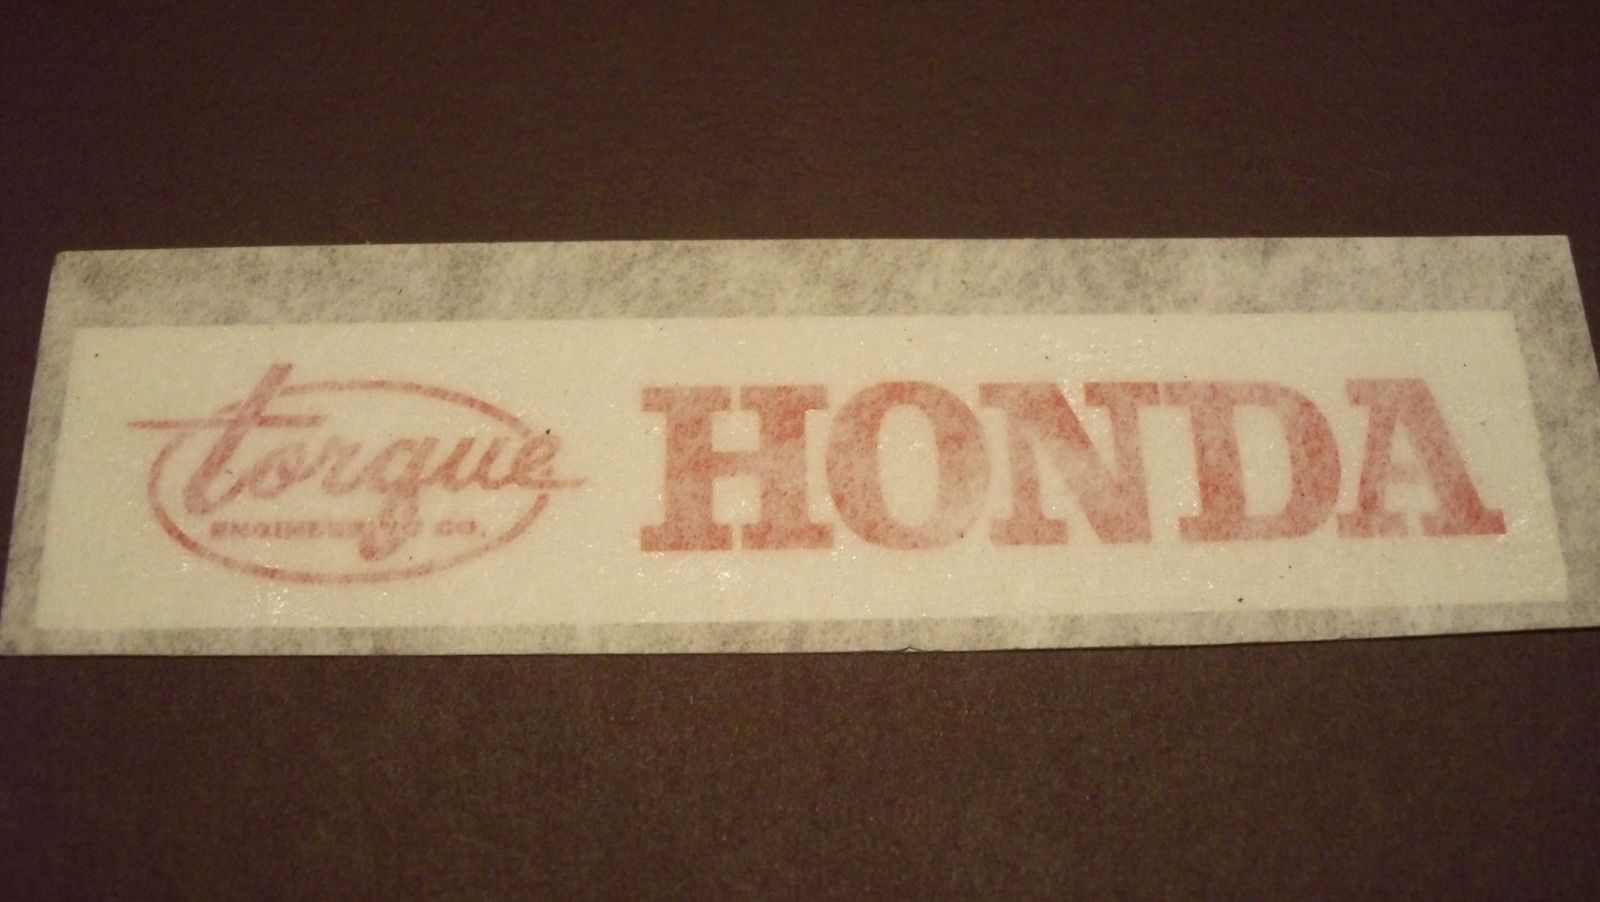 torque
ENGINEERING CO.
HONDA